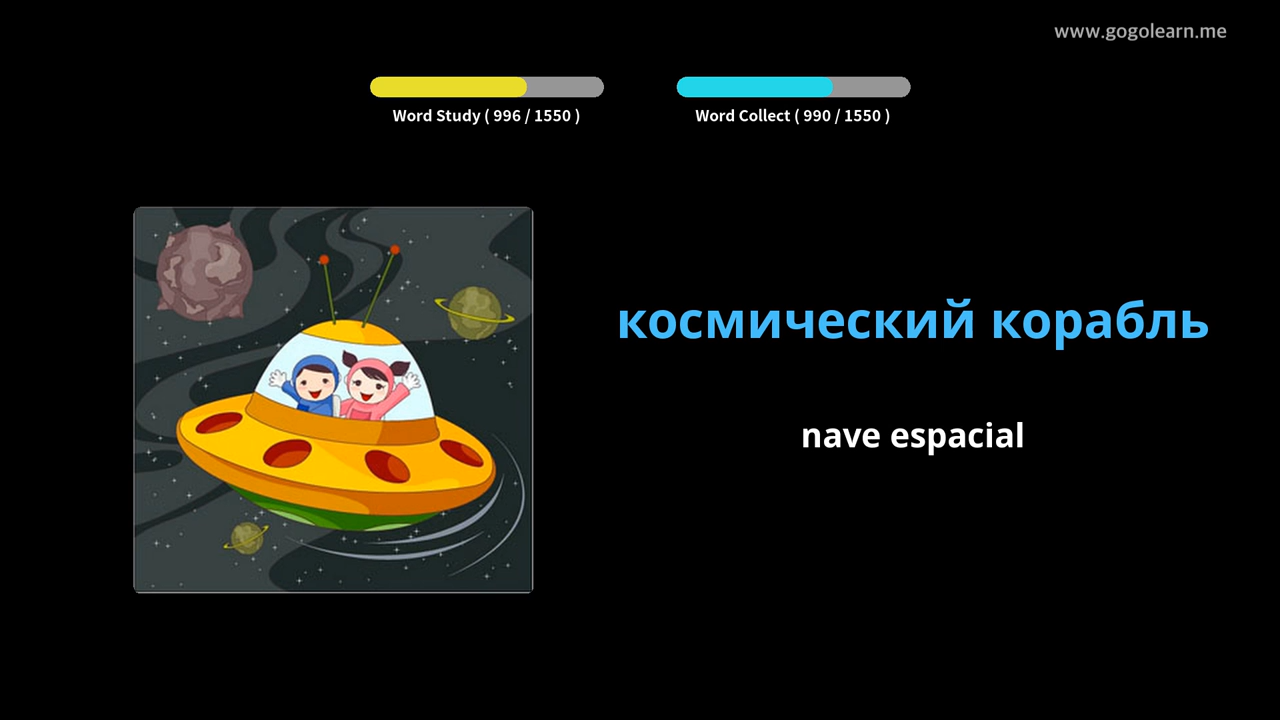 www.gogolearn.me
Word Study ( 996 / 1550 )
Word Collect ( 990 / 1550 )
космический корабль
nave espacial